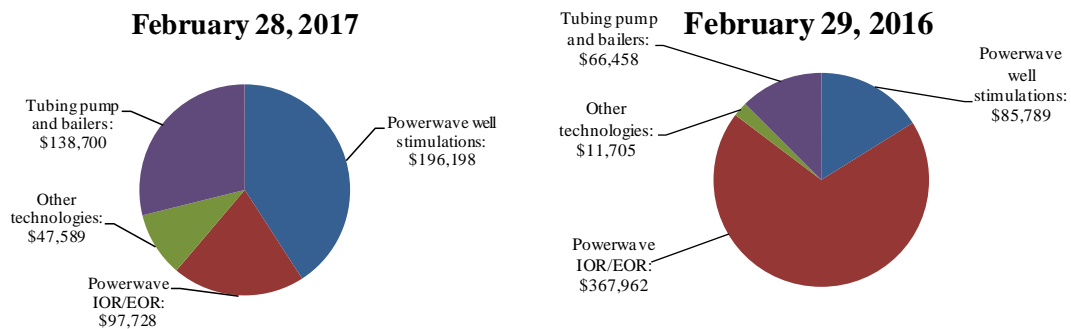 February 28, 2017
Tubing pump
and bailers:
$138,700
Powerwave well
stimulations:
$196,198
Other
technologies:
$47,589
Powerwave
IOR/EOR:
$97,728
February 29, 2016
Tubing pump
and bailers:
$66,458
Powerwave
well
stimulations:
$85,789
Other
technologies:
$11,705
Powerwave
IOR/EOR:
$367,962